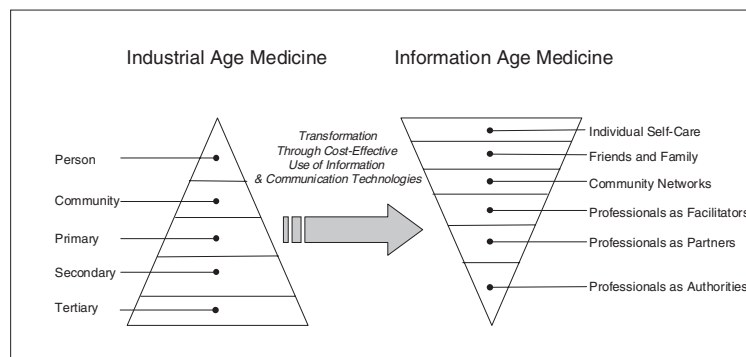 Industrial Age Medicine
Information Age Medicine
Transformation
Through Cost-Effective
Use of Information
& Communication Technologies
Person
Community
Primary
Secondary
Tertiary
Individual Self-Care
Friends and Family
Community Networks
Professionals as Facilitators
Professionals as Partners
Professionals as Authorities